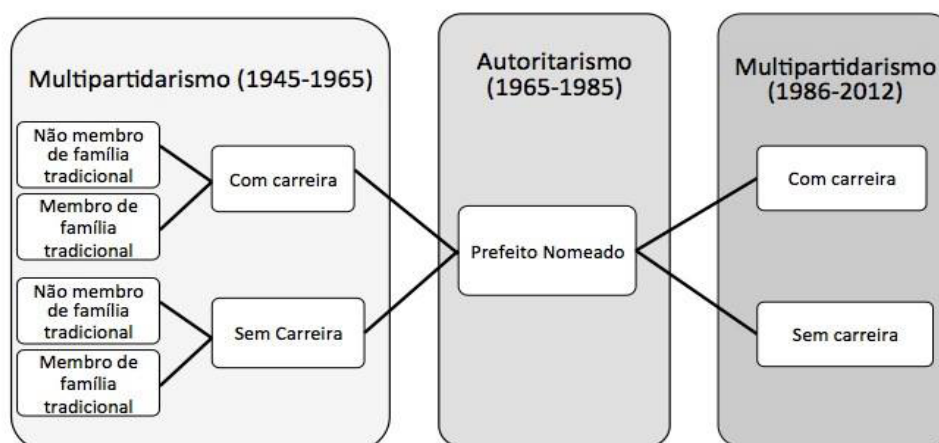 Multipartidarismo (1945-1965)
Não membro
de família
tradicional
Membro de
família
tradicional
Com carreira
Não membro
de família
tradicional
Membro de
família
tradicional
Sem Carreira
Autoritarismo
(1965-1985)
Prefeito Nomeado
Multipartidarismo
(1986-2012)
Com carreira
Sem carreira